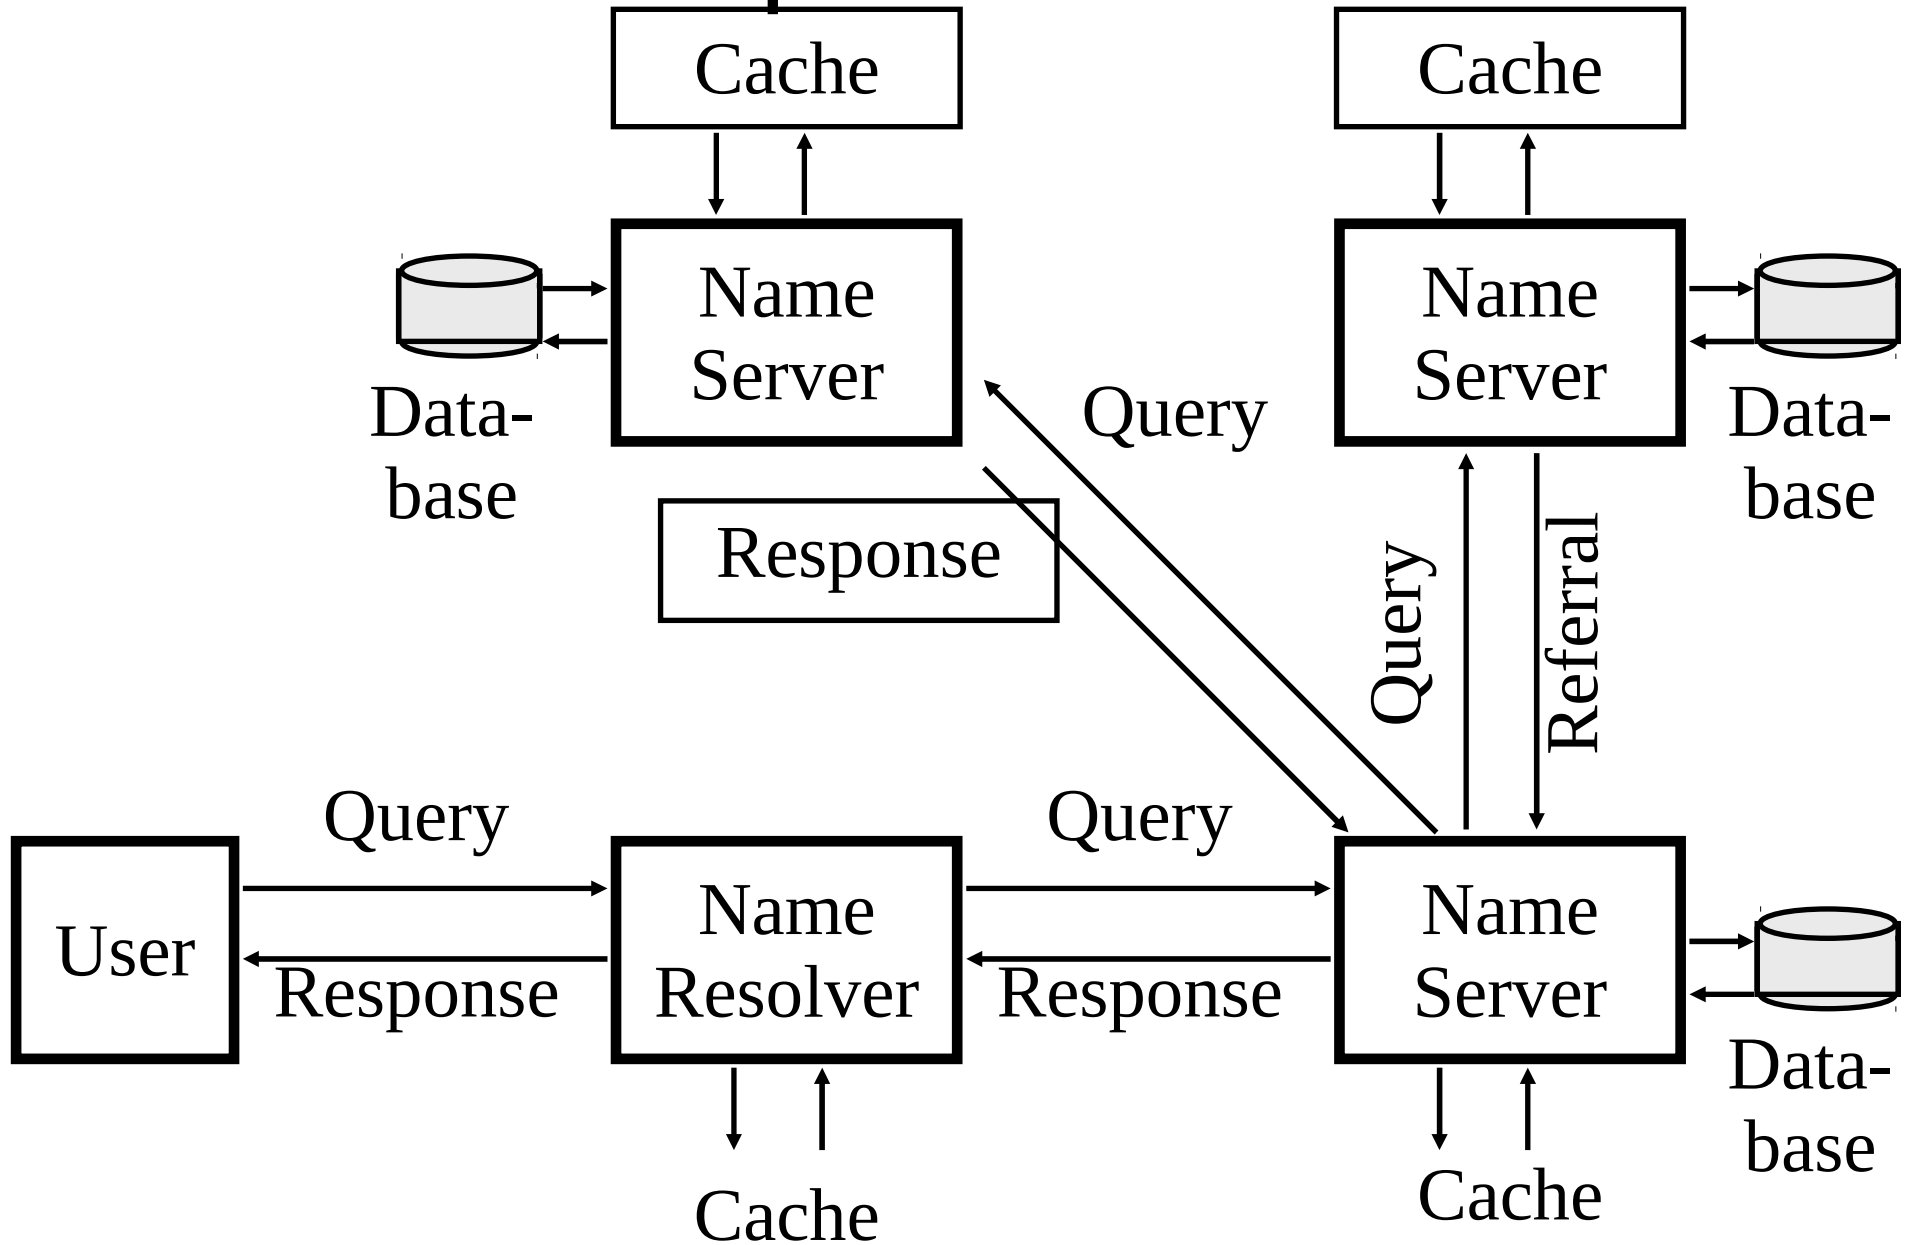 Cache
Cache
Name
Server
Name
Server
Data-
base
Query
Data-
base
Response
Query
Referral
Query
Query
User
Name
Resolver
Name
Server
Response
Response
Data-
base
Cache
Cache